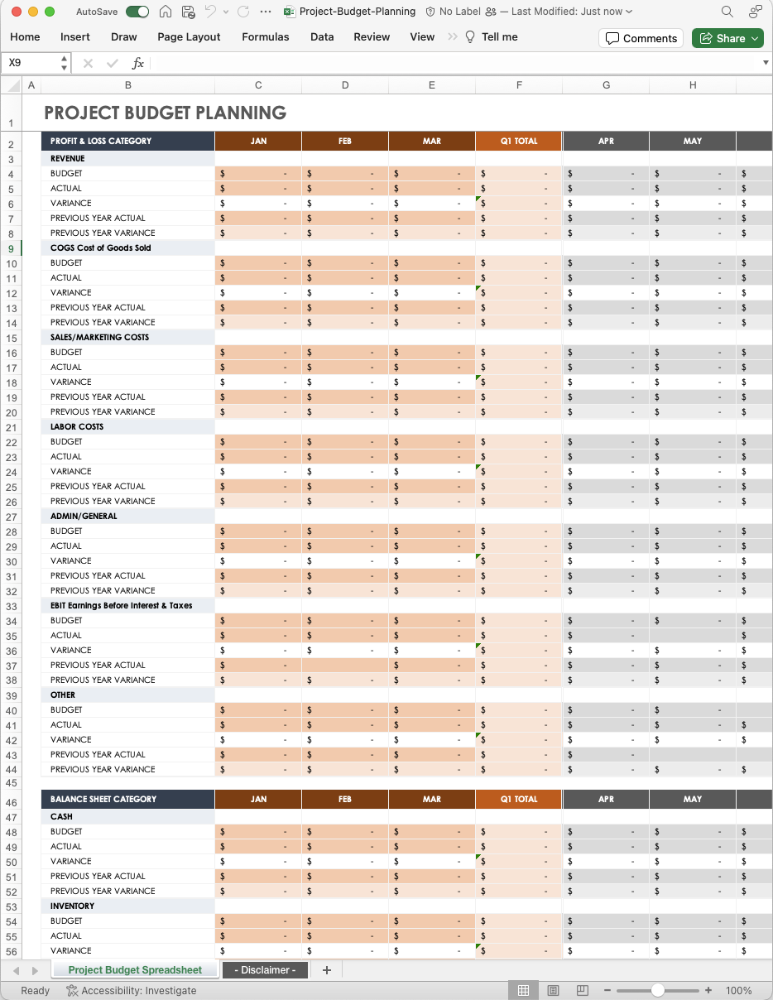 AutoSave Project-Budget-Planning No Label — Last Modified: Just now
Home Insert Draw Page Layout Formulas Data Review View Tell me Comments Share
X9 fx
A B C D E F G H
1 PROJECT BUDGET PLANNING
2 PROFIT & LOSS CATEGORY JAN FEB MAR Q1 TOTAL APR MAY
3 REVENUE
4 BUDGET $ - $ - $ - $ - $ - $ - $
5 ACTUAL $ - $ - $ - $ - $ - $ - $
6 VARIANCE $ - $ - $ - $ - $ - $ - $
7 PREVIOUS YEAR ACTUAL $ - $ - $ - $ - $ - $ - $
8 PREVIOUS YEAR VARIANCE $ - $ - $ - $ - $ - $ - $
9 COGS Cost of Goods Sold
10 BUDGET $ - $ - $ - $ - $ - $ - $
11 ACTUAL $ - $ - $ - $ - $ - $ - $
12 VARIANCE $ - $ - $ - $ - $ - $ - $
13 PREVIOUS YEAR ACTUAL $ - $ - $ - $ - $ - $ - $
14 PREVIOUS YEAR VARIANCE $ - $ - $ - $ - $ - $ - $
15 SALES/MARKETING COSTS
16 BUDGET $ - $ - $ - $ - $ - $ - $
17 ACTUAL $ - $ - $ - $ - $ - $ - $
18 VARIANCE $ - $ - $ - $ - $ - $ - $
19 PREVIOUS YEAR ACTUAL $ - $ - $ - $ - $ - $ - $
20 PREVIOUS YEAR VARIANCE $ - $ - $ - $ - $ - $ - $
21 LABOR COSTS
22 BUDGET $ - $ - $ - $ - $ - $ - $
23 ACTUAL $ - $ - $ - $ - $ - $ - $
24 VARIANCE $ - $ - $ - $ - $ - $ - $
25 PREVIOUS YEAR ACTUAL $ - $ - $ - $ - $ - $ - $
26 PREVIOUS YEAR VARIANCE $ - $ - $ - $ - $ - $ - $
27 ADMIN/GENERAL
28 BUDGET $ - $ - $ - $ - $ - $ - $
29 ACTUAL $ - $ - $ - $ - $ - $ - $
30 VARIANCE $ - $ - $ - $ - $ - $ - $
31 PREVIOUS YEAR ACTUAL $ - $ - $ - $ - $ - $ - $
32 PREVIOUS YEAR VARIANCE $ - $ - $ - $ - $ - $ - $
33 EBIT Earnings Before Interest & Taxes
34 BUDGET $ - $ - $ - $ - $ - $ - $
35 ACTUAL $ - $ - $ - $ - $ - $
36 VARIANCE $ - $ - $ - $ - $ - $ - $
37 PREVIOUS YEAR ACTUAL $ - $ - $ - $ - $ - $
38 PREVIOUS YEAR VARIANCE $ - $ - $ - $ - $ - $ - $
39 OTHER
40 BUDGET $ - $ - $ - $ - $ - $ -
41 ACTUAL $ - $ - $ - $ - $ - $ - $
42 VARIANCE $ - $ - $ - $ - $ - $ - $
43 PREVIOUS YEAR ACTUAL $ - $ - $ - $ - $ -
44 PREVIOUS YEAR VARIANCE $ - $ - $ - $ - $ - $ - $
45
46 BALANCE SHEET CATEGORY JAN FEB MAR Q1 TOTAL APR MAY
47 CASH
48 BUDGET $ - $ - $ - $ - $ - $ - $
49 ACTUAL $ - $ - $ - $ - $ - $ - $
50 VARIANCE $ - $ - $ - $ - $ - $ - $
51 PREVIOUS YEAR ACTUAL $ - $ - $ - $ - $ - $ - $
52 PREVIOUS YEAR VARIANCE $ - $ - $ - $ - $ - $ - $
53 INVENTORY
54 BUDGET $ - $ - $ - $ - $ - $ - $
55 ACTUAL $ - $ - $ - $ - $ - $ - $
56 VARIANCE $ - $ - $ - $ - $ - $ - $
Project Budget Spreadsheet - Disclaimer - +
Ready Accessibility: Investigate 100%